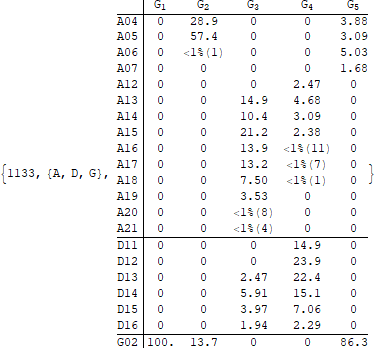 G1 G2 G3 G4 G5
A04 0 28.9 0 0 3.88
A05 0 57.4 0 0 3.09
A06 0 <1%(1) 0 0 5.03
A07 0 0 0 0 1.68
A12 0 0 0 2.47 0
A13 0 0 14.9 4.68 0
A14 0 0 10.4 3.09 0
A15 0 0 21.2 2.38 0
A16 0 0 13.9 <1%(11) 0
{1133, {A, D, G}, A17 0 0 13.2 <1%(7) 0 }
A18 0 0 7.50 <1%(1) 0
A19 0 0 3.53 0 0
A20 0 0 <1%(8) 0 0
A21 0 0 <1%(4) 0 0
D11 0 0 0 14.9 0
D12 0 0 0 23.9 0
D13 0 0 2.47 22.4 0
D14 0 0 5.91 15.1 0
D15 0 0 3.97 7.06 0
D16 0 0 1.94 2.29 0
G02 100. 13.7 0 0 86.3